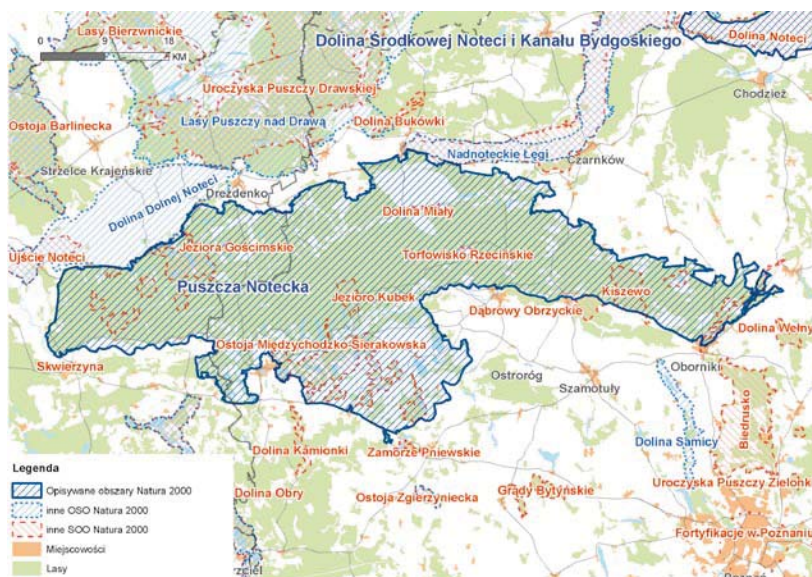 Lasy Bierzwnickie
0 9 18
KM
Dolina Środkowej Noteci i Kanału Bydgoskiego
Dolina Noteci
Uroczyska Puszczy Drawskiej
Chodzież
Ostoja Barlinecka
Lasy Puszczy nad Drawą
Dolina Bukówki
Nadnoteckie Łęgi
Czarnków
Strzelce Krajeńskie
Drezdenko
Dolina Dolnej Noteci
Dolina Miały
Ujście Noteci
Jeziora Gościmskie
Torfowisko Rzecińskie
Puszcza Notecka
Jezioro Kubek
Kiszewo
Dąbrowy Obrzyckie
Dolina Wełny
Ostoja Międzychodzko-Sierakowska
Skwierzyna
Oborniki
Ostroróg
Szamotuły
Biedrusko
Dolina Samicy
Dolina Kamionki
Zamorze Pniewskie
Legenda
Opisywane obszary Natura 2000
inne OSO Natura 2000
inne SOO Natura 2000
Miejscowości
Lasy
Dolina Obry
Ostoja Zgierzyniecka
Grądy Bytyńskie
Uroczyska Puszczy Zielonk
Fortyfikacje w Poznaniu